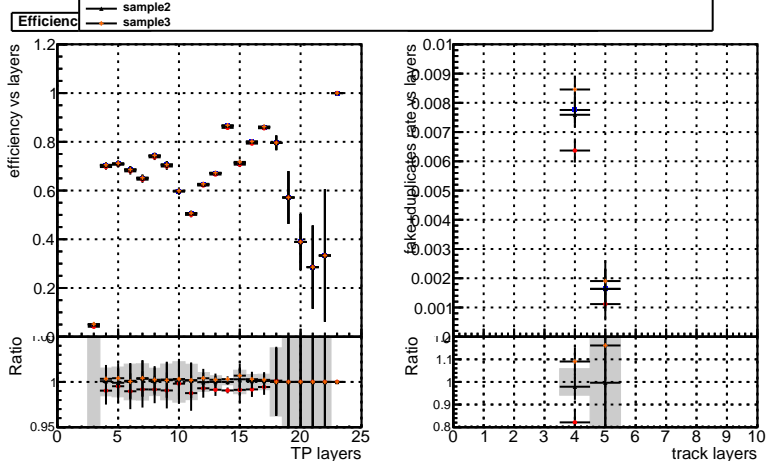 sample2
Efficienc
sample3
efficiency vs layers
1.2
1
0.8
0.6
0.4
0.2
0
Ratio
1
0.95
0 5 10 15 20 25
TP layers
fake+duplicates rate vs layers
0.01
0.009
0.008
0.007
0.006
0.005
0.004
0.003
0.002
0.001
0
Ratio
1.1
1
0.9
0.8
0 1 2 3 4 5 6 7 8 9 10
track layers